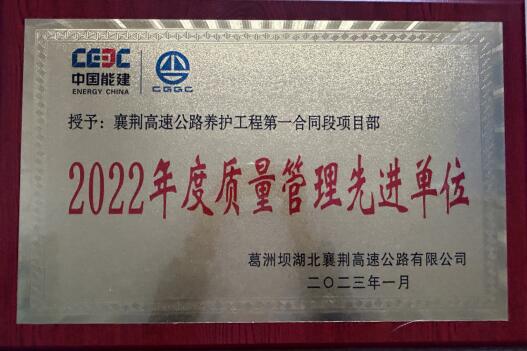 CEEC
中国能建
ENERGY CHINA
CGGC
授予：襄荆高速公路养护工程第一合同段项目部
2022年度质量管理先进单位
葛洲坝湖北襄荆高速公路有限公司
二〇二三年一月